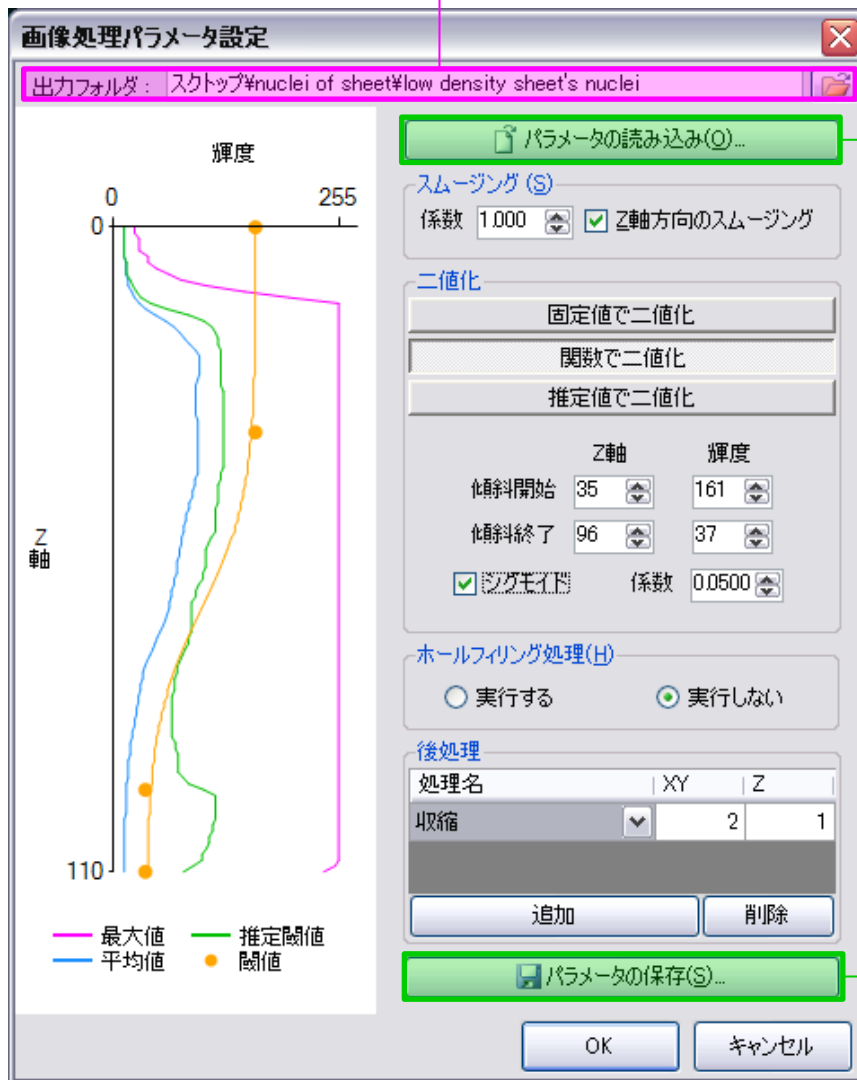 画像処理パラメータ設定
出力フォルダ： スクトップ¥nuclei of sheet¥low density sheet's nuclei
パラメータの読み込み(O)...
輝度
0 255
0
Z
軸
110
最大値 推定閾値
平均値 閾値
スムージング (S)
係数 1.000 Z軸方向のスムージング
二値化
固定値で二値化
関数で二値化
推定値で二値化
Z軸 輝度
傾斜開始 35 161
傾斜終了 96 37
シグモイド 係数 0.0500
ホールフィリング処理(H)
実行する 実行しない
後処理
処理名 XY Z
収縮 2 1
追加 削除
パラメータの保存(S)...
OK キャンセル